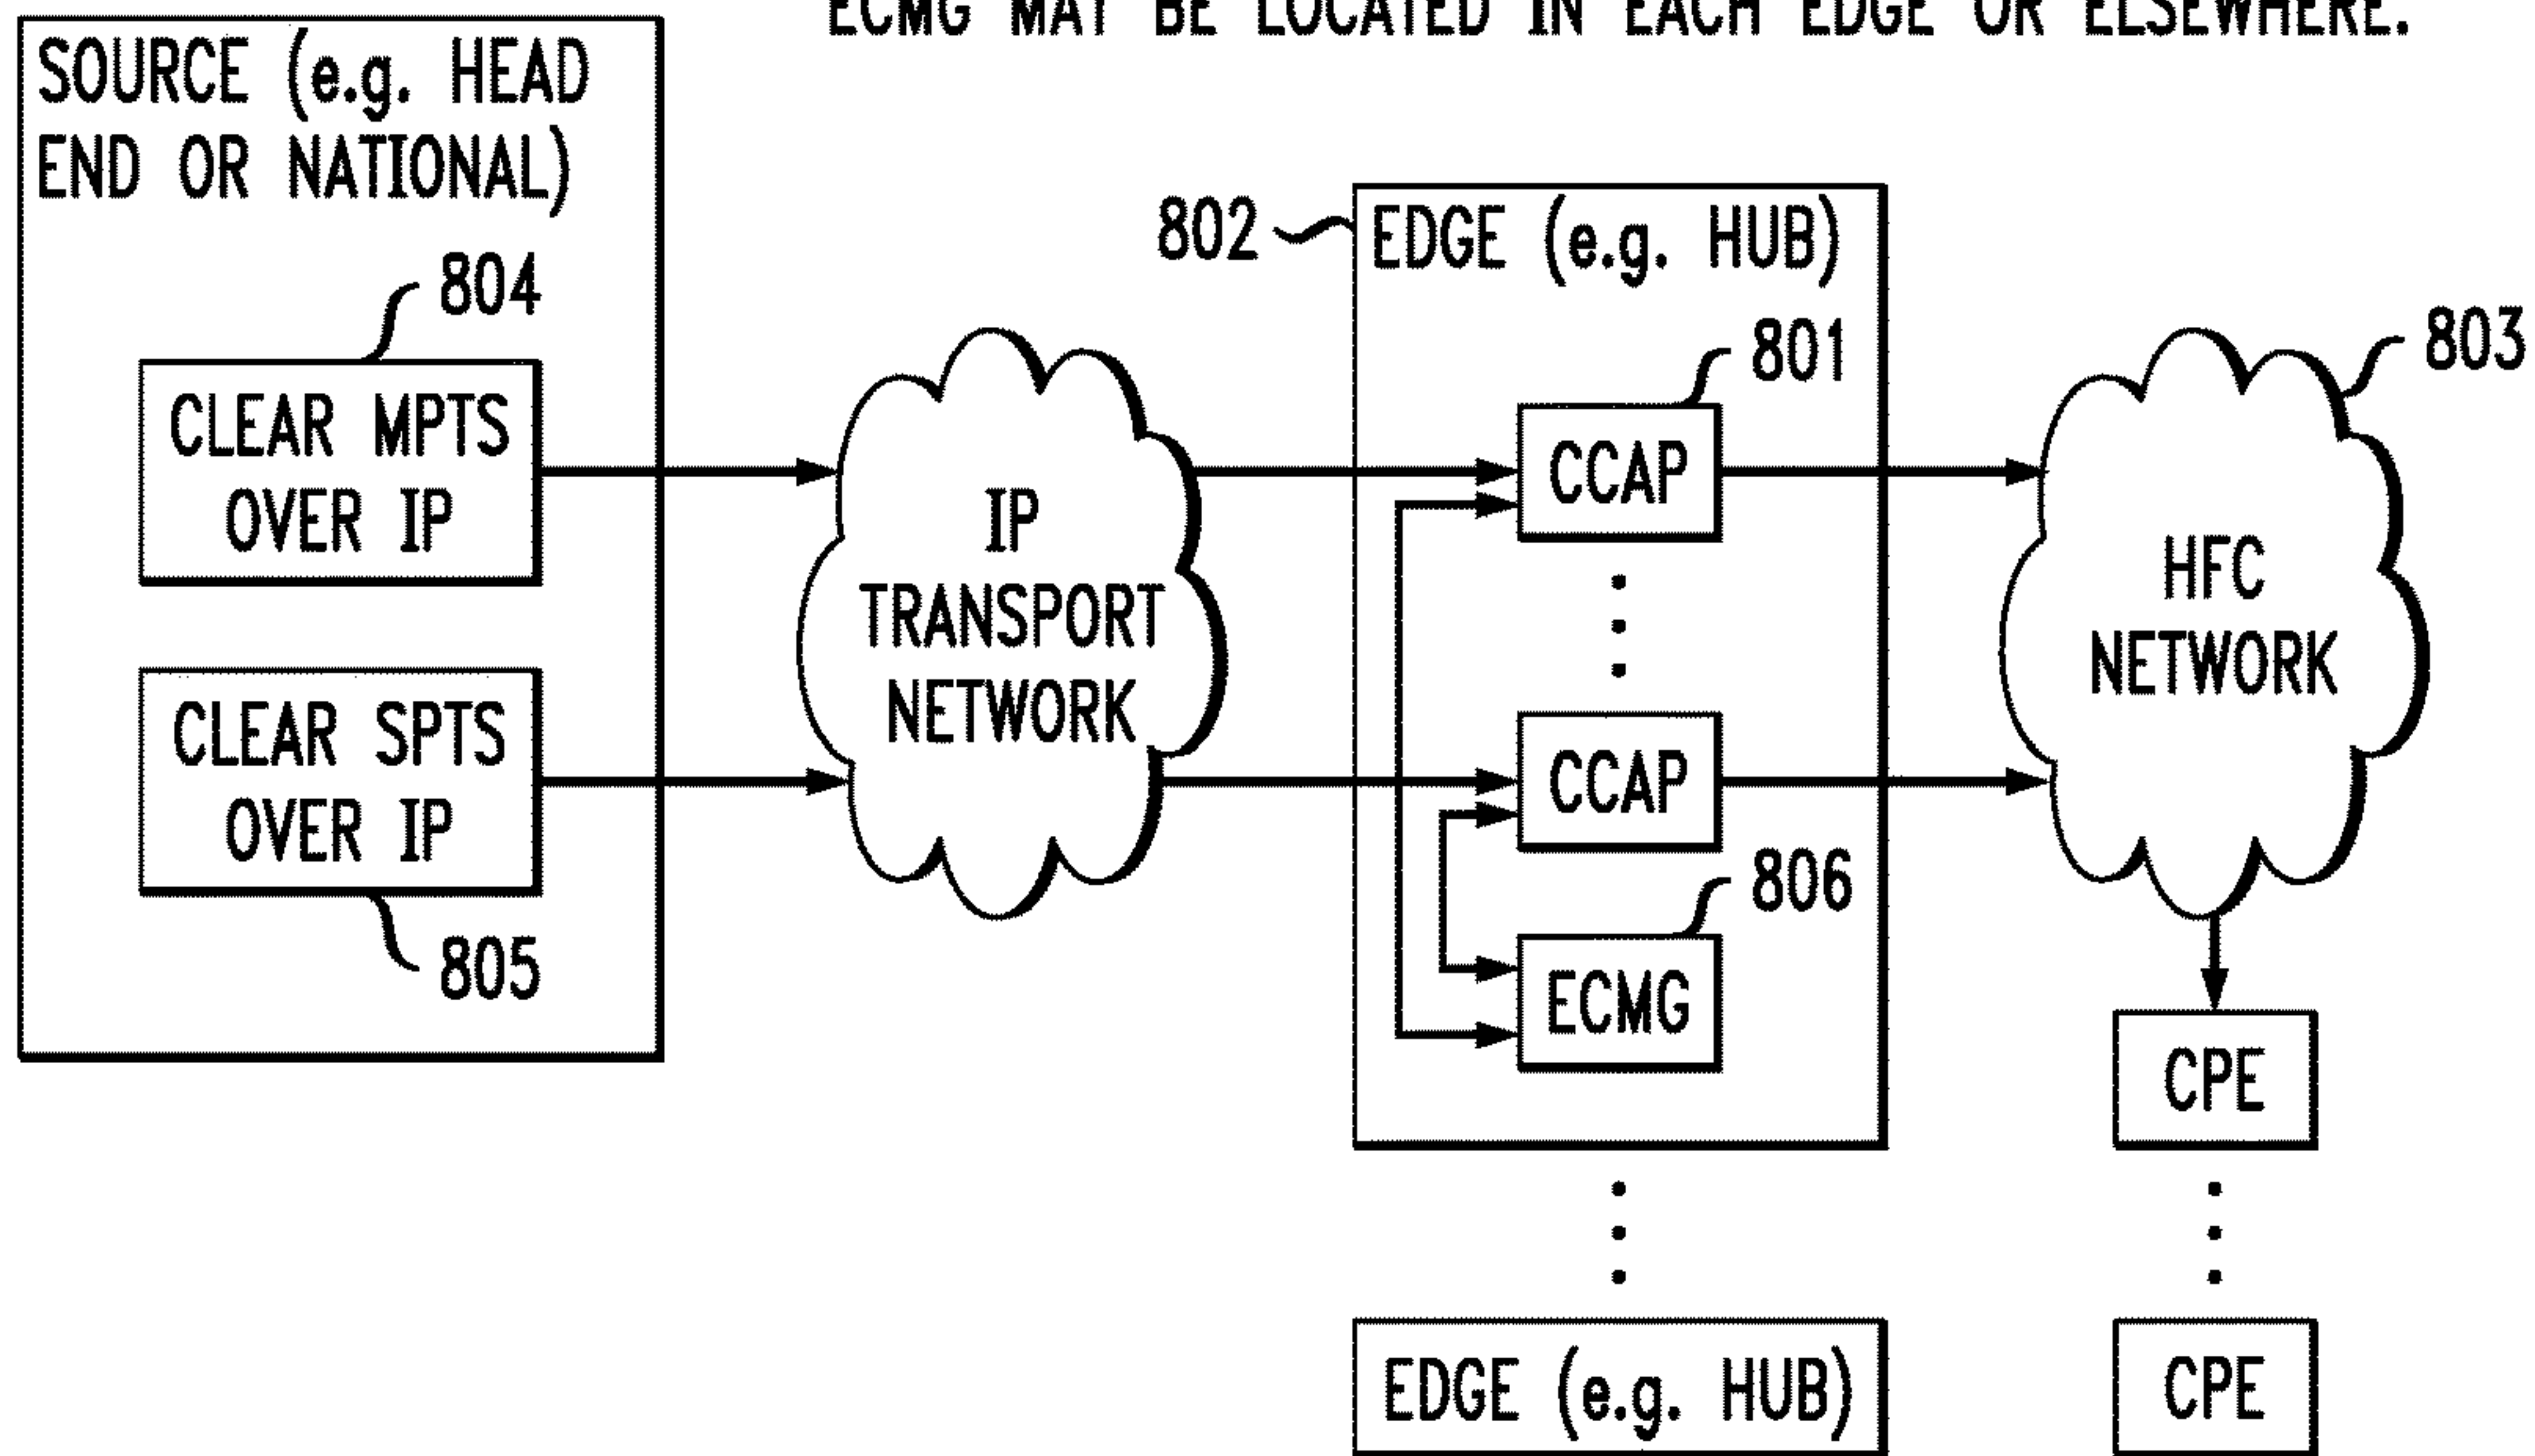 ECMG MAY BE LOCATED IN EACH EDGE OR ELSEWHERE.
SOURCE (e.g. HEAD
END OR NATIONAL)
804
CLEAR MPTS
OVER IP
CLEAR SPTS
OVER IP
805
IP
TRANSPORT
NETWORK
802
EDGE (e.g. HUB)
801
CCAP
CCAP
806
ECMG
803
HFC
NETWORK
CPE
EDGE (e.g. HUB)
CPE